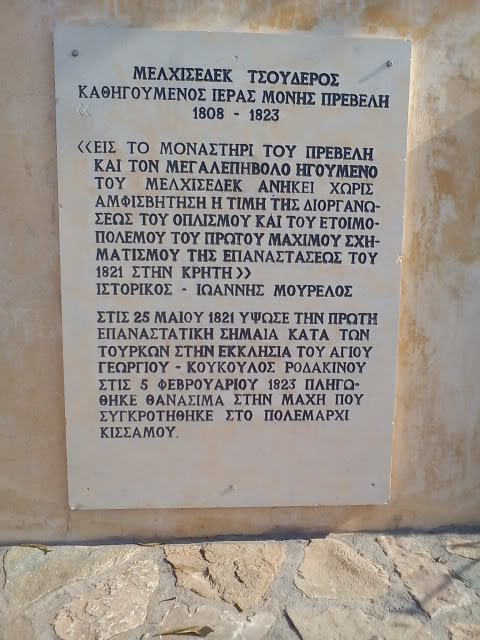 ΜΕΛΧΙΣΕΔΕΚ ΤΣΟΥΔΕΡΟΣ
ΚΑΘΗΓΟΥΜΕΝΟΣ ΙΕΡΑΣ ΜΟΝΗΣ ΠΡΕΒΕΛΗ
1808 - 1823
<<ΕΙΣ ΤΟ ΜΟΝΑΣΤΗΡΙ ΤΟΥ ΠΡΕΒΕΛΗ
ΚΑΙ ΤΟΝ ΜΕΓΑΛΕΠΗΒΟΛΟ ΗΓΟΥΜΕΝΟ
ΤΟΥ ΜΕΛΧΙΣΕΔΕΚ ΑΝΗΚΕΙ ΧΩΡΙΣ
ΑΜΦΙΣΒΗΤΗΣΗ Η ΤΙΜΗ ΤΗΣ ΔΙΟΡΓΑΝΩ-
ΣΕΩΣ ΤΟΥ ΟΠΛΙΣΜΟΥ ΚΑΙ ΤΟΥ ΕΤΟΙΜΟ-
ΠΟΛΕΜΟΥ ΤΟΥ ΠΡΩΤΟΥ ΜΑΧΙΜΟΥ ΣΧΗ-
ΜΑΤΙΣΜΟΥ ΤΗΣ ΕΠΑΝΑΣΤΑΣΕΩΣ ΤΟΥ
1821 ΣΤΗΝ ΚΡΗΤΗ>>
ΙΣΤΟΡΙΚΟΣ - ΙΩΑΝΝΗΣ ΜΟΥΡΕΛΟΣ
ΣΤΙΣ 25 ΜΑΙΟΥ 1821 ΥΨΩΣΕ ΤΗΝ ΠΡΩΤΗ
ΕΠΑΝΑΣΤΑΤΙΚΗ ΣΗΜΑΙΑ ΚΑΤΑ ΤΩΝ
ΤΟΥΡΚΩΝ ΣΤΗΝ ΕΚΚΛΗΣΙΑ ΤΟΥ ΑΓΙΟΥ
ΓΕΩΡΓΙΟΥ - ΚΟΥΚΟΥΛΟΣ ΡΟΔΑΚΙΝΟΥ
ΣΤΙΣ 5 ΦΕΒΡΟΥΑΡΙΟΥ 1823 ΠΛΗΓΩ-
ΘΗΚΕ ΘΑΝΑΣΙΜΑ ΣΤΗΝ ΜΑΧΗ ΠΟΥ
ΣΥΓΚΡΟΤΗΘΗΚΕ ΣΤΟ ΠΟΛΕΜΑΡΧΙ
ΚΙΣΣΑΜΟΥ.